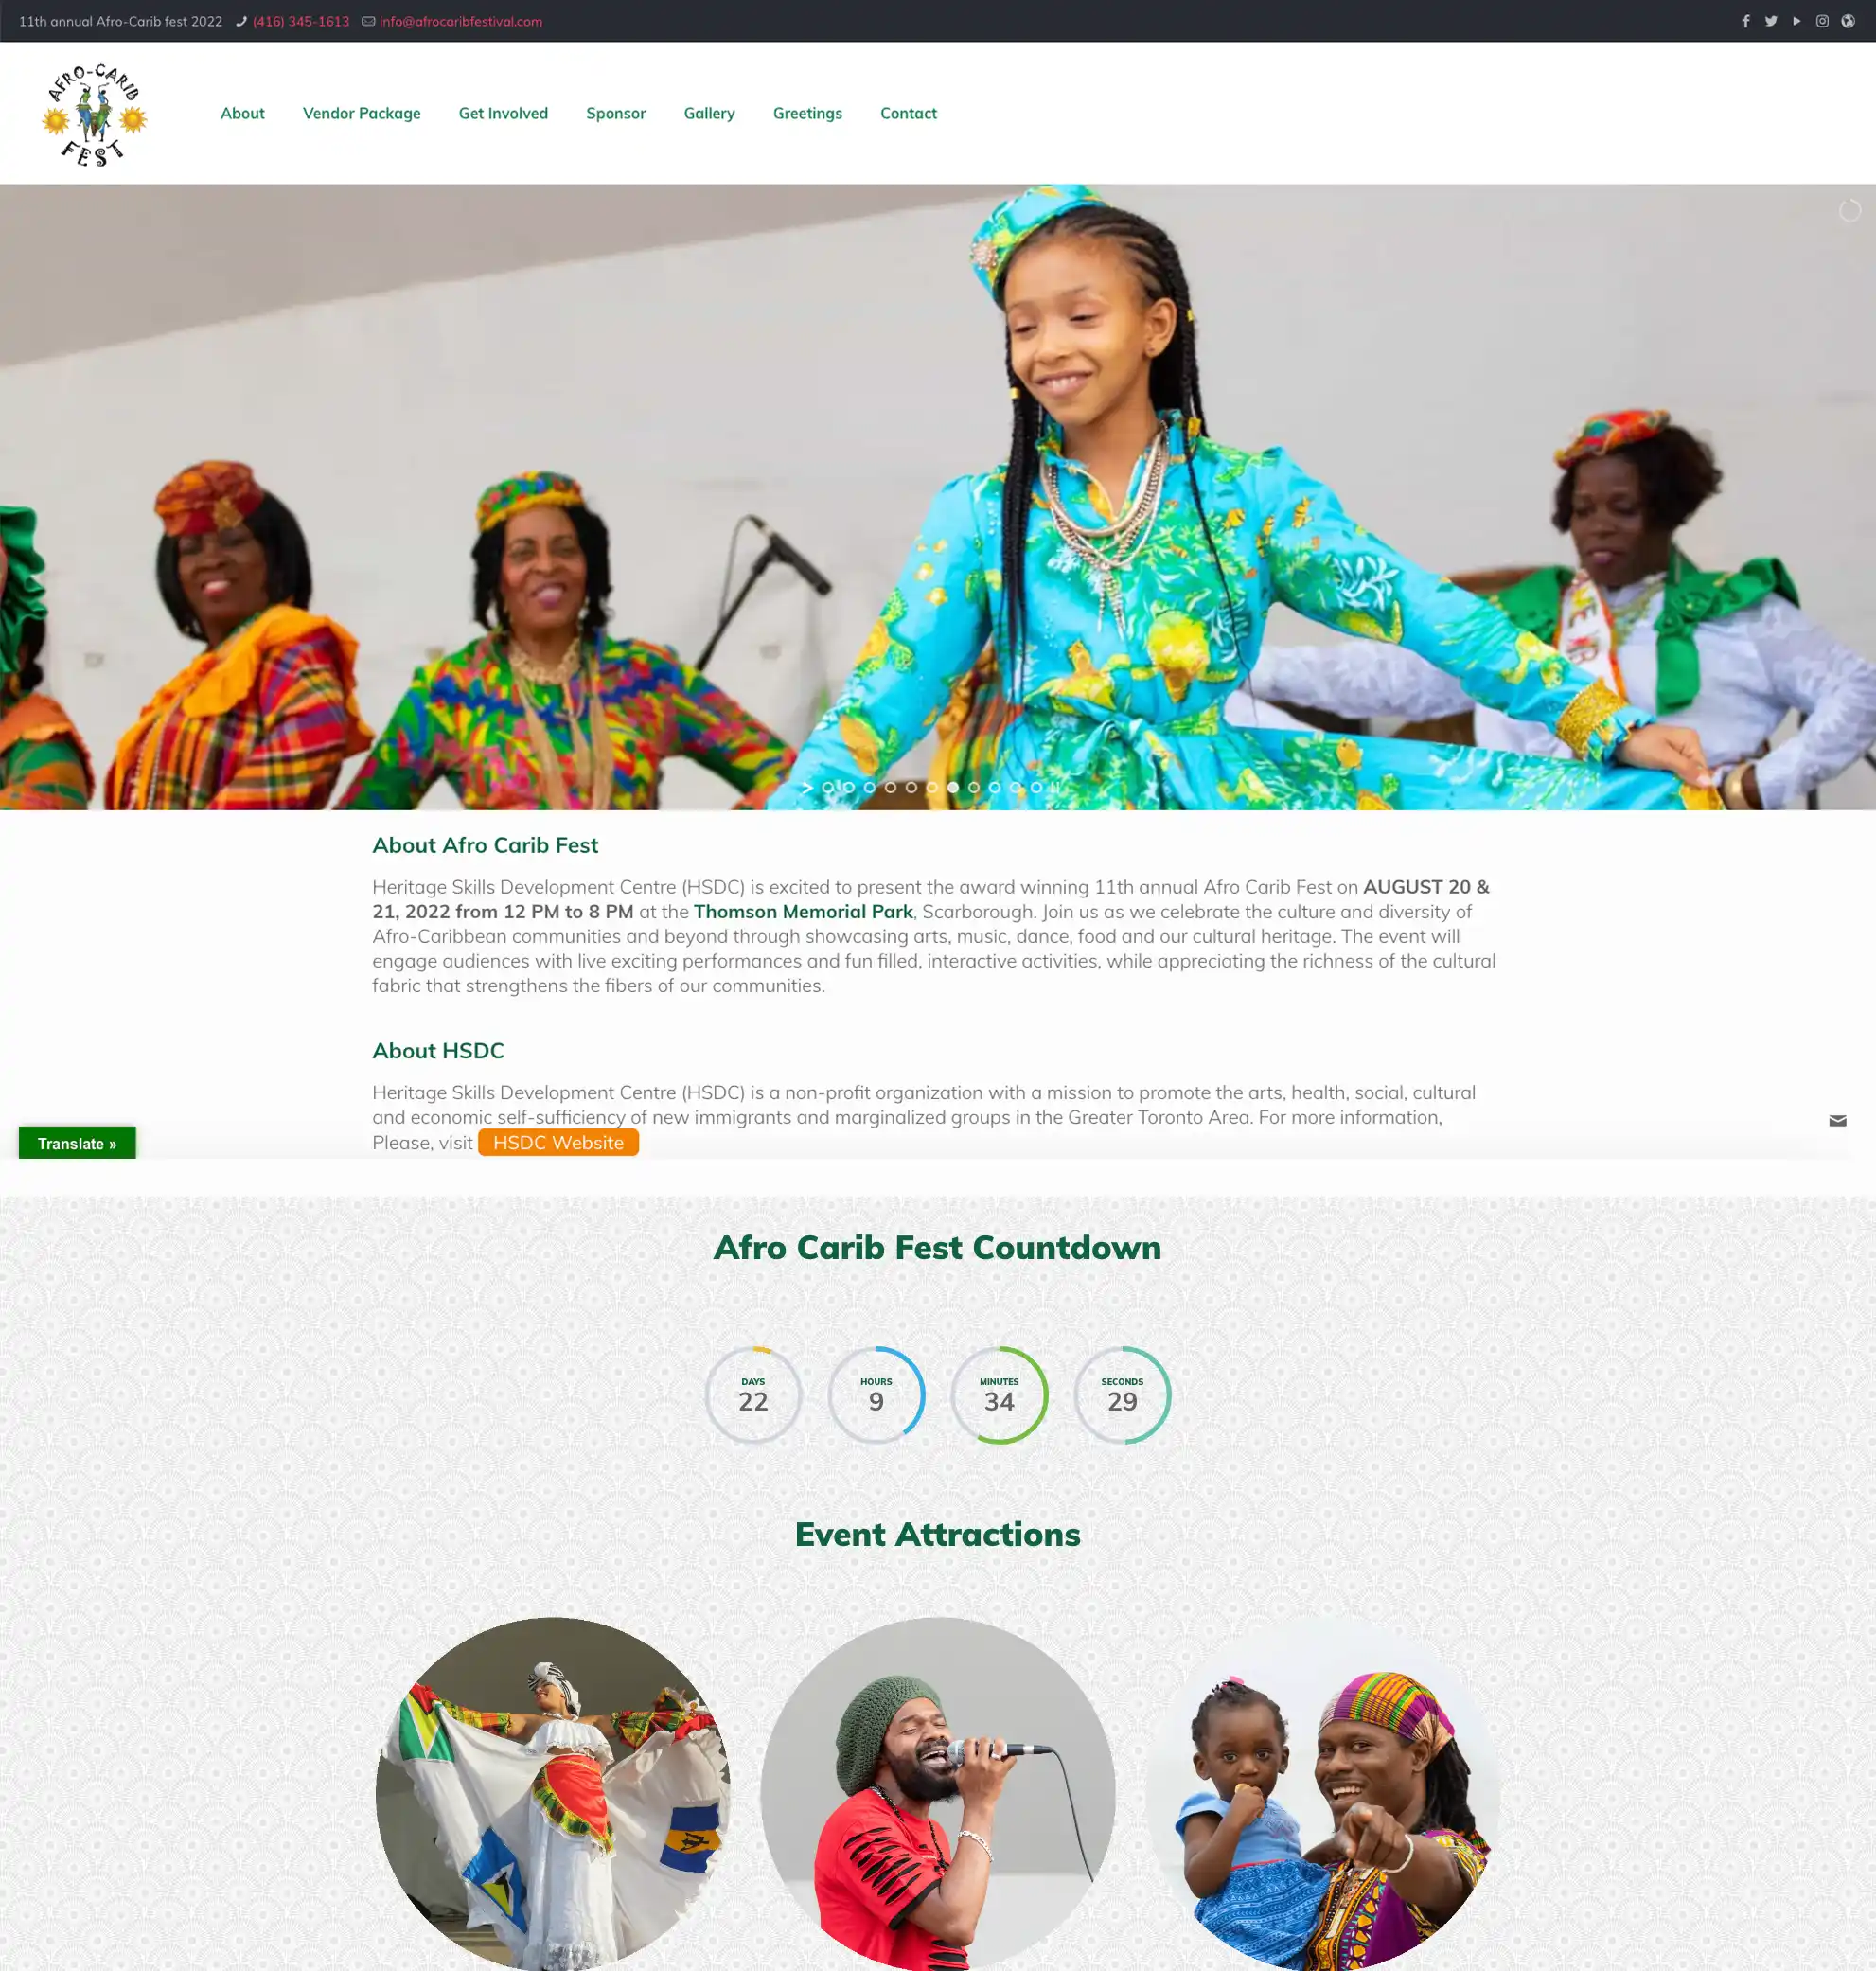 11th annual Afro-Carib fest 2022 (416) 345-1613 info@afrocaribfestival.com
AFRO-CARIB
FEST
About Vendor Package Get Involved Sponsor Gallery Greetings Contact
About Afro Carib Fest
Heritage Skills Development Centre (HSDC) is excited to present the award winning 11th annual Afro Carib Fest on AUGUST 20 &
21, 2022 from 12 PM to 8 PM at the Thomson Memorial Park, Scarborough. Join us as we celebrate the culture and diversity of
Afro-Caribbean communities and beyond through showcasing arts, music, dance, food and our cultural heritage. The event will
engage audiences with live exciting performances and fun filled, interactive activities, while appreciating the richness of the cultural
fabric that strengthens the fibers of our communities.
About HSDC
Heritage Skills Development Centre (HSDC) is a non-profit organization with a mission to promote the arts, health, social, cultural
and economic self-sufficiency of new immigrants and marginalized groups in the Greater Toronto Area. For more information,
Please, visit HSDC Website
Translate »
Afro Carib Fest Countdown
DAYS HOURS MINUTES SECONDS
22 9 34 29
Event Attractions